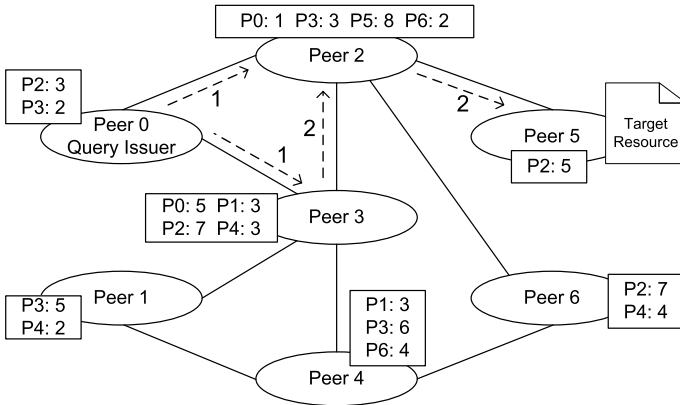 P0: 1 P3: 3 P5: 8 P6: 2
Peer 2
P2: 3
P3: 2
1
2
Peer 0
Query Issuer
2
1
Peer 5
Target
Resource
P2: 5
P0: 5 P1: 3
P2: 7 P4: 3
Peer 3
P3: 5
P4: 2
Peer 1
P1: 3
P3: 6
P6: 4
Peer 6
P2: 7
P4: 4
Peer 4